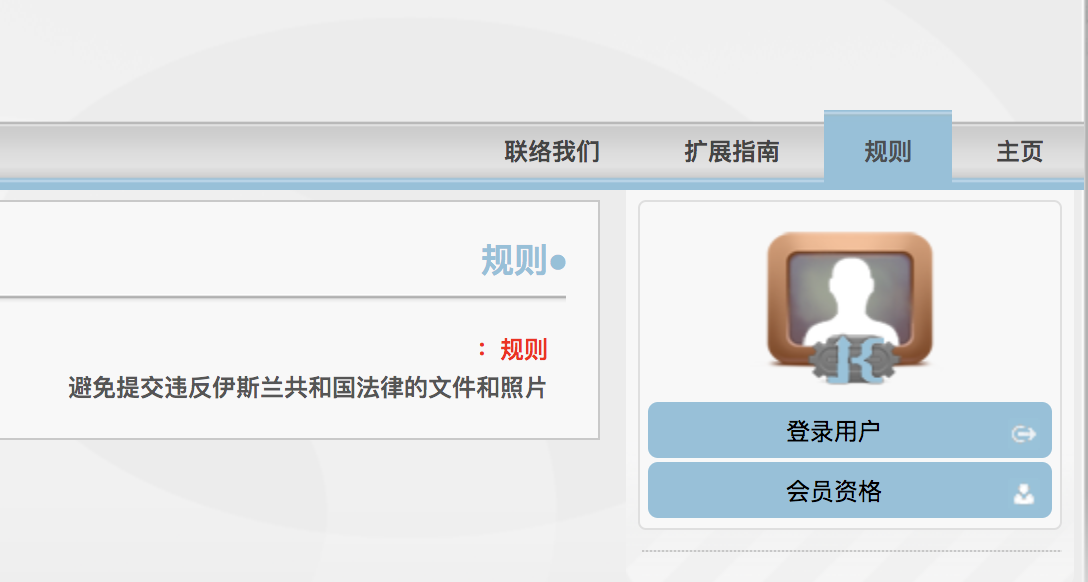 联络我们
扩展指南
规则
主页
规则●
：规则
避免提交违反伊斯兰共和国法律的文件和照片
登录用户
会员资格